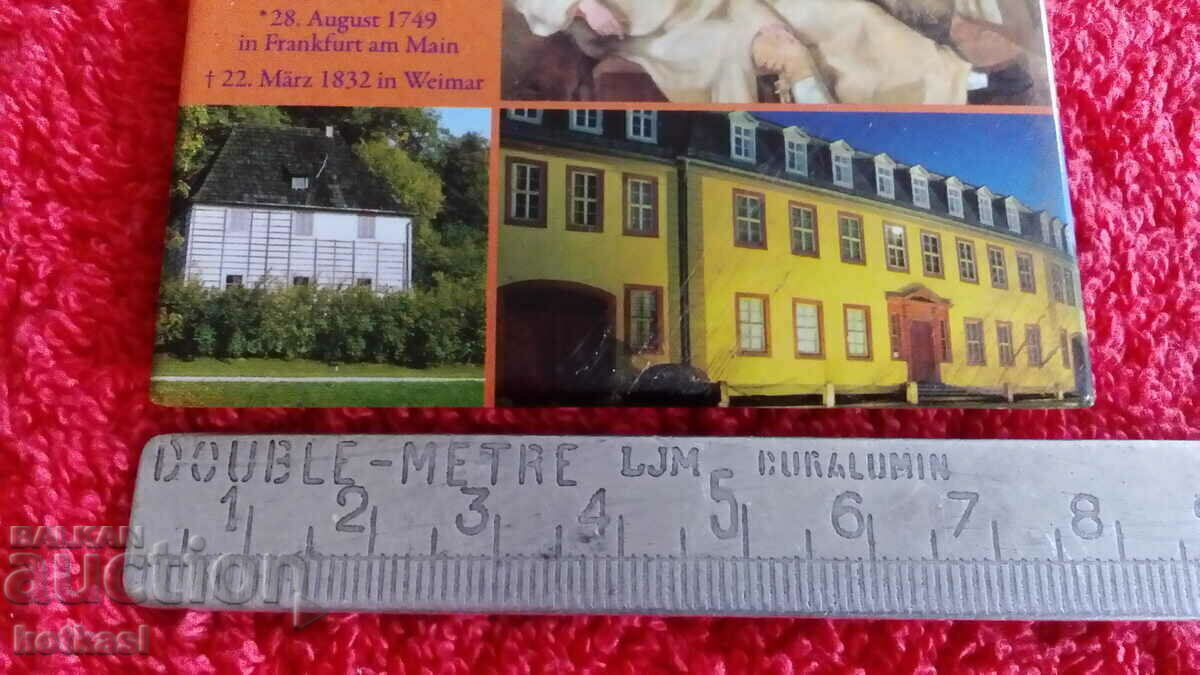 *28. August 1749
in Frankfurt am Main
† 22. März 1832 in Weimar
DOUBLE-METRE LJM DURALUMIN
1 2 3 4 5 6 7 8
BALKAN
auction
hotkasl